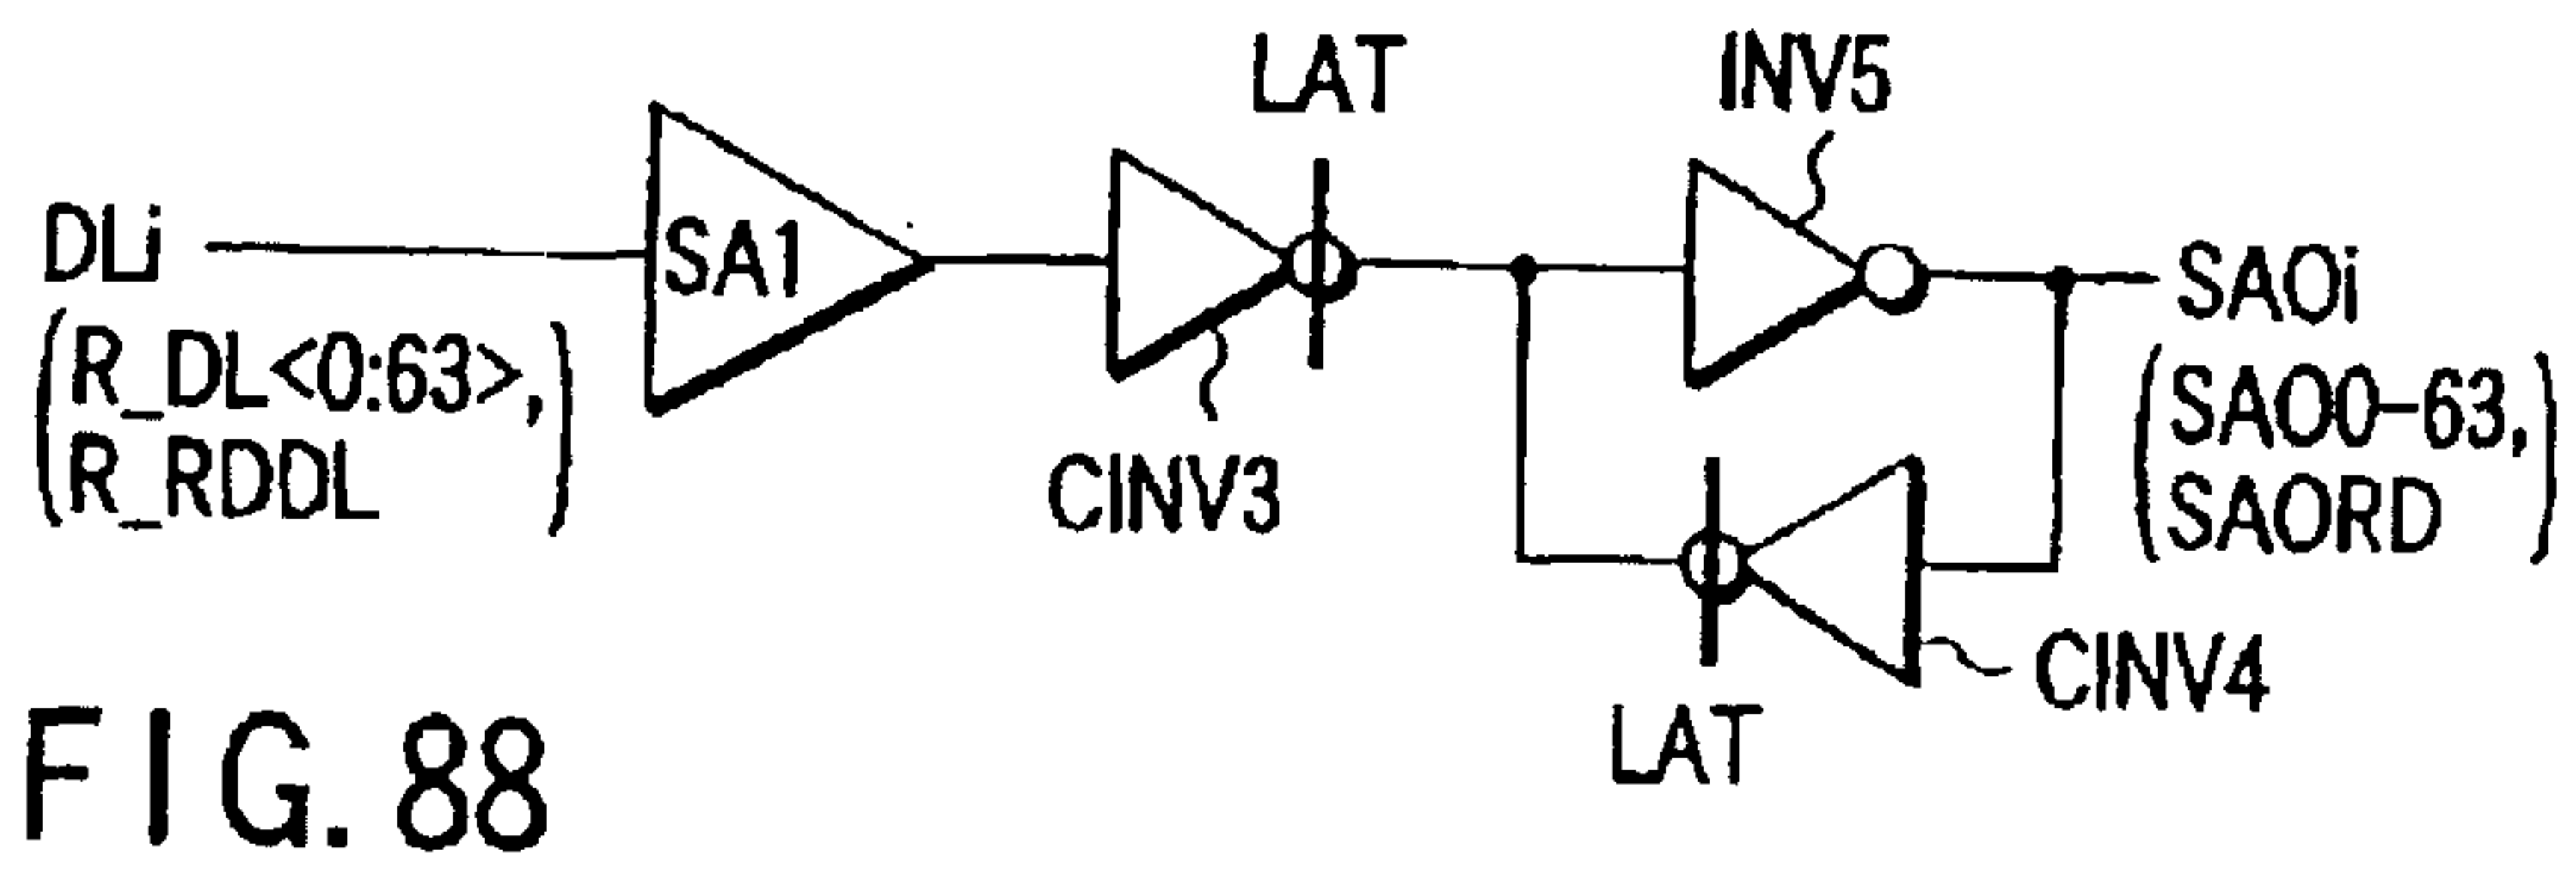 LAT
INV5
DLi
SA1
SAOi
(R_DL<0:63>,
R_RDDL)
(SAO0-63,
SAORD)
CINV3
CINV4
LAT
FIG. 88